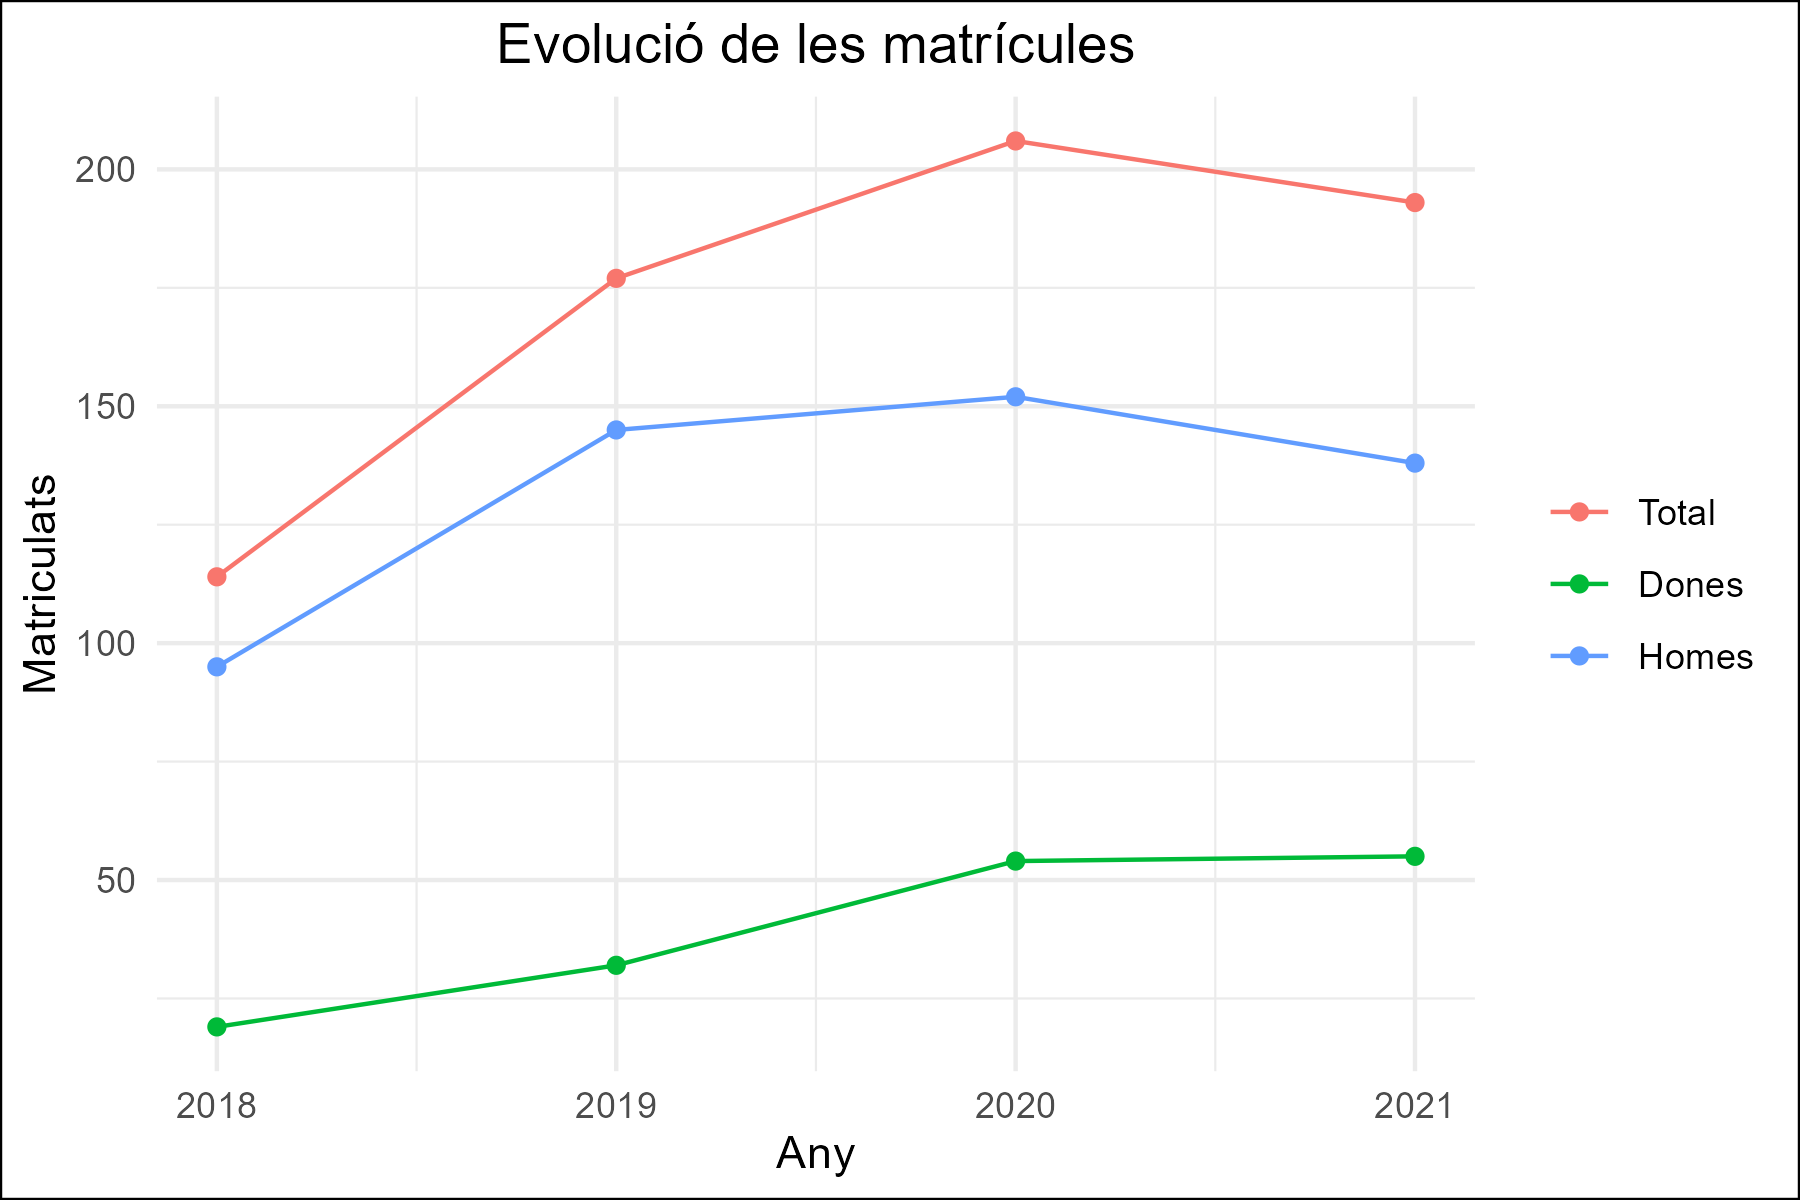 Evolució de les matrícules
Matriculats
200
150
100
50
2018
2019
2020
2021
Any
Total
Dones
Homes